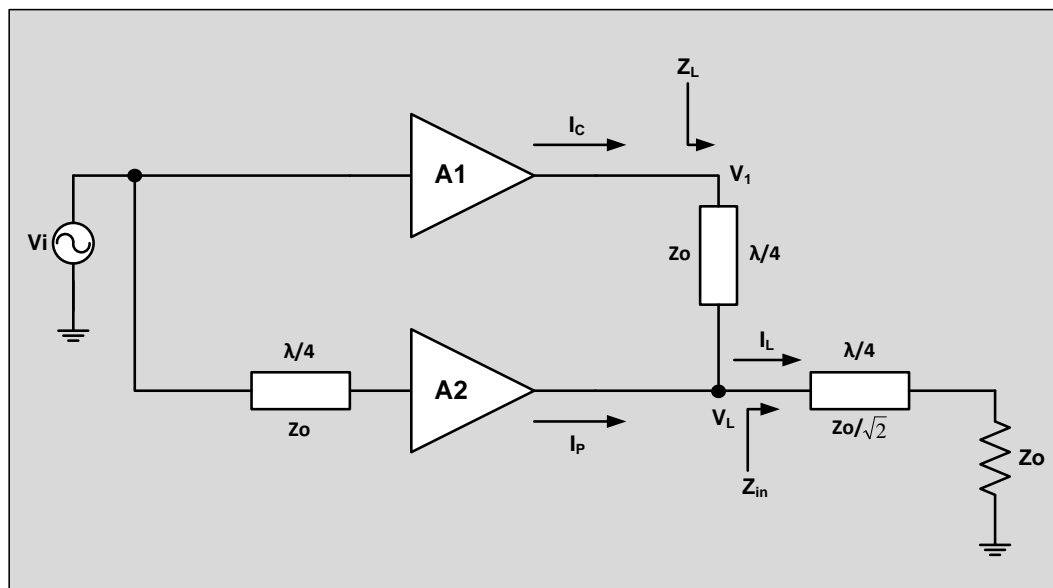 Z_L
I_C
A1
V_1
Vi
Zo
λ/4
I_L
λ/4
λ/4
A2
V_L
Zo
Zo/√2
I_P
Zo
Z_in